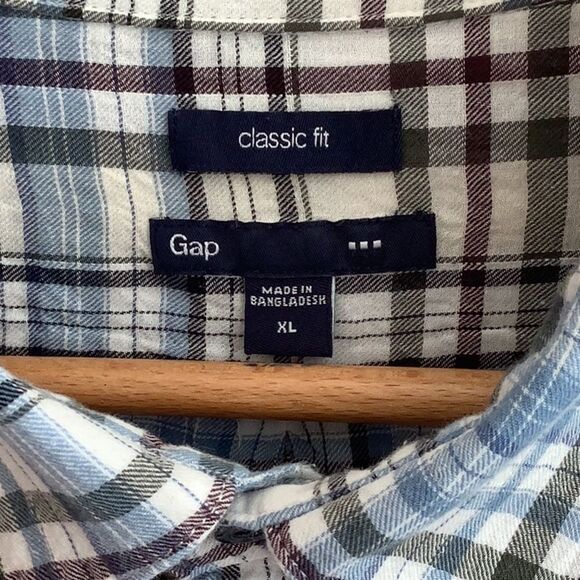 classic fit
Gap
MADE IN
BANGLADESH
XL